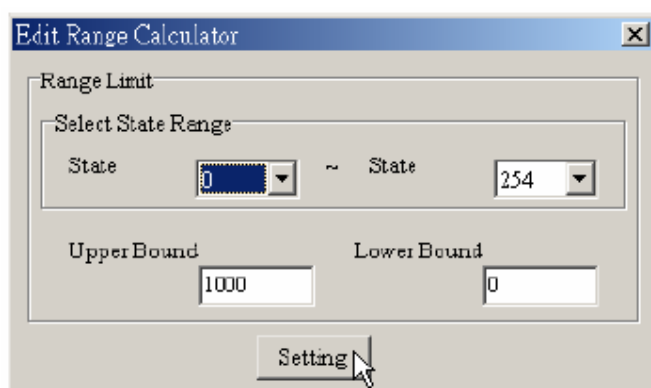 Edit Range Calculator
Range Limit
Select State Range
State 0 ~ State 254
Upper Bound Lower Bound
1000 0
Setting